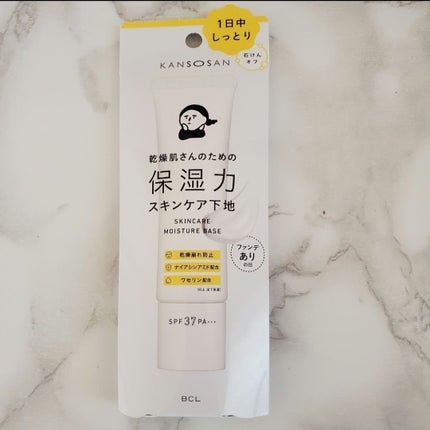 1日中
しっとり
石けん
オフ
KANSOSAN
乾燥肌さんのための
保湿力
スキンケア下地
SKINCARE
MOISTURE BASE
ファンデ
あり
の日
乾燥崩れ防止
ナイアシンアミド配合
ワセリン配合
SPF37 PA+++
BCL